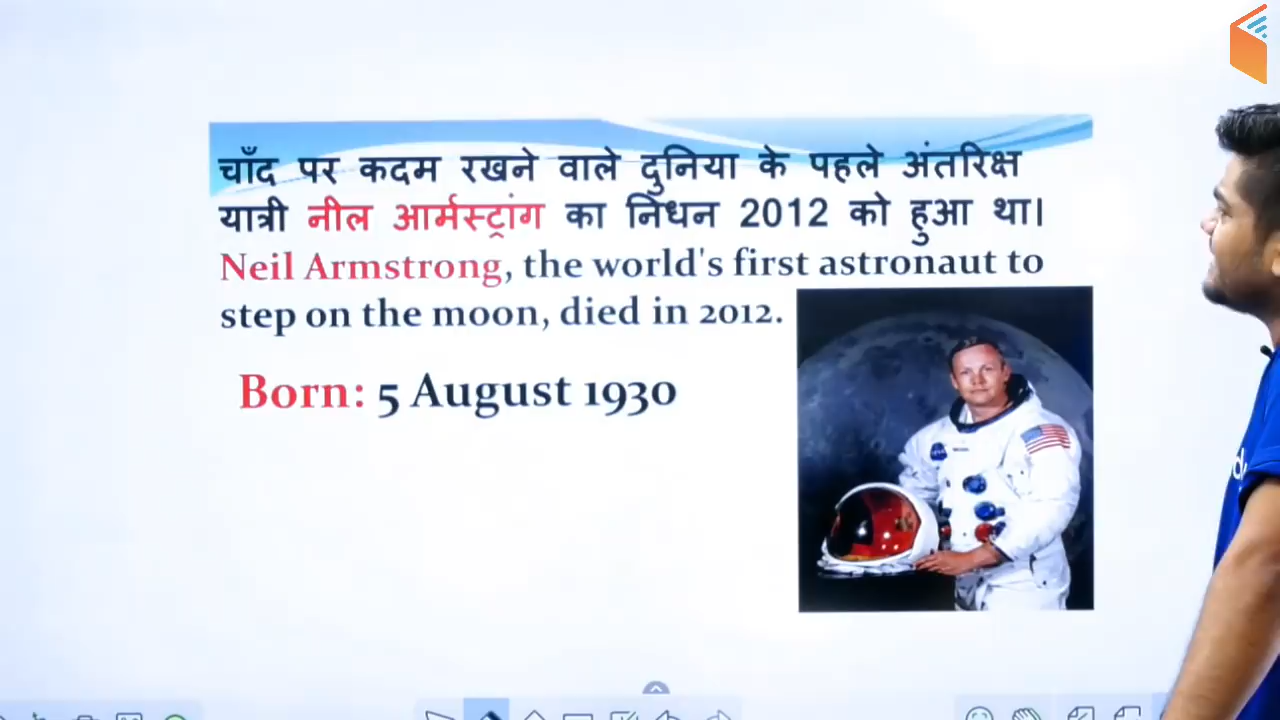 चाँद पर कदम रखने वाले दुनिया के पहले अंतरिक्ष
यात्री नील आर्मस्ट्रांग का निधन 2012 को हुआ था।
Neil Armstrong, the world's first astronaut to
step on the moon, died in 2012.
Born: 5 August 1930